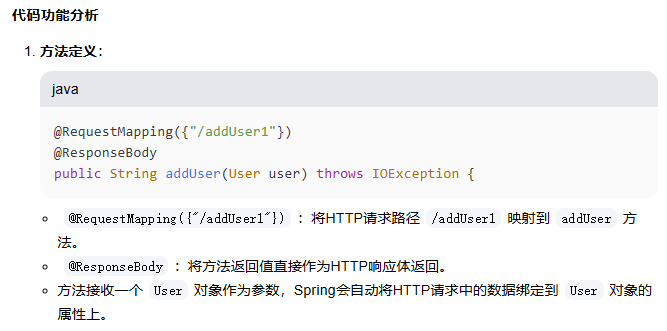 代码功能分析
1. 方法定义：
java
@RequestMapping({"/addUser1"})
@ResponseBody
public String addUser(User user) throws IOException {
@RequestMapping({"/addUser1"}) ：将HTTP请求路径 /addUser1 映射到 addUser 方
法。
@ResponseBody ：将方法返回值直接作为HTTP响应体返回。
方法接收一个 User 对象作为参数，Spring会自动将HTTP请求中的数据绑定到 User 对象的
属性上。